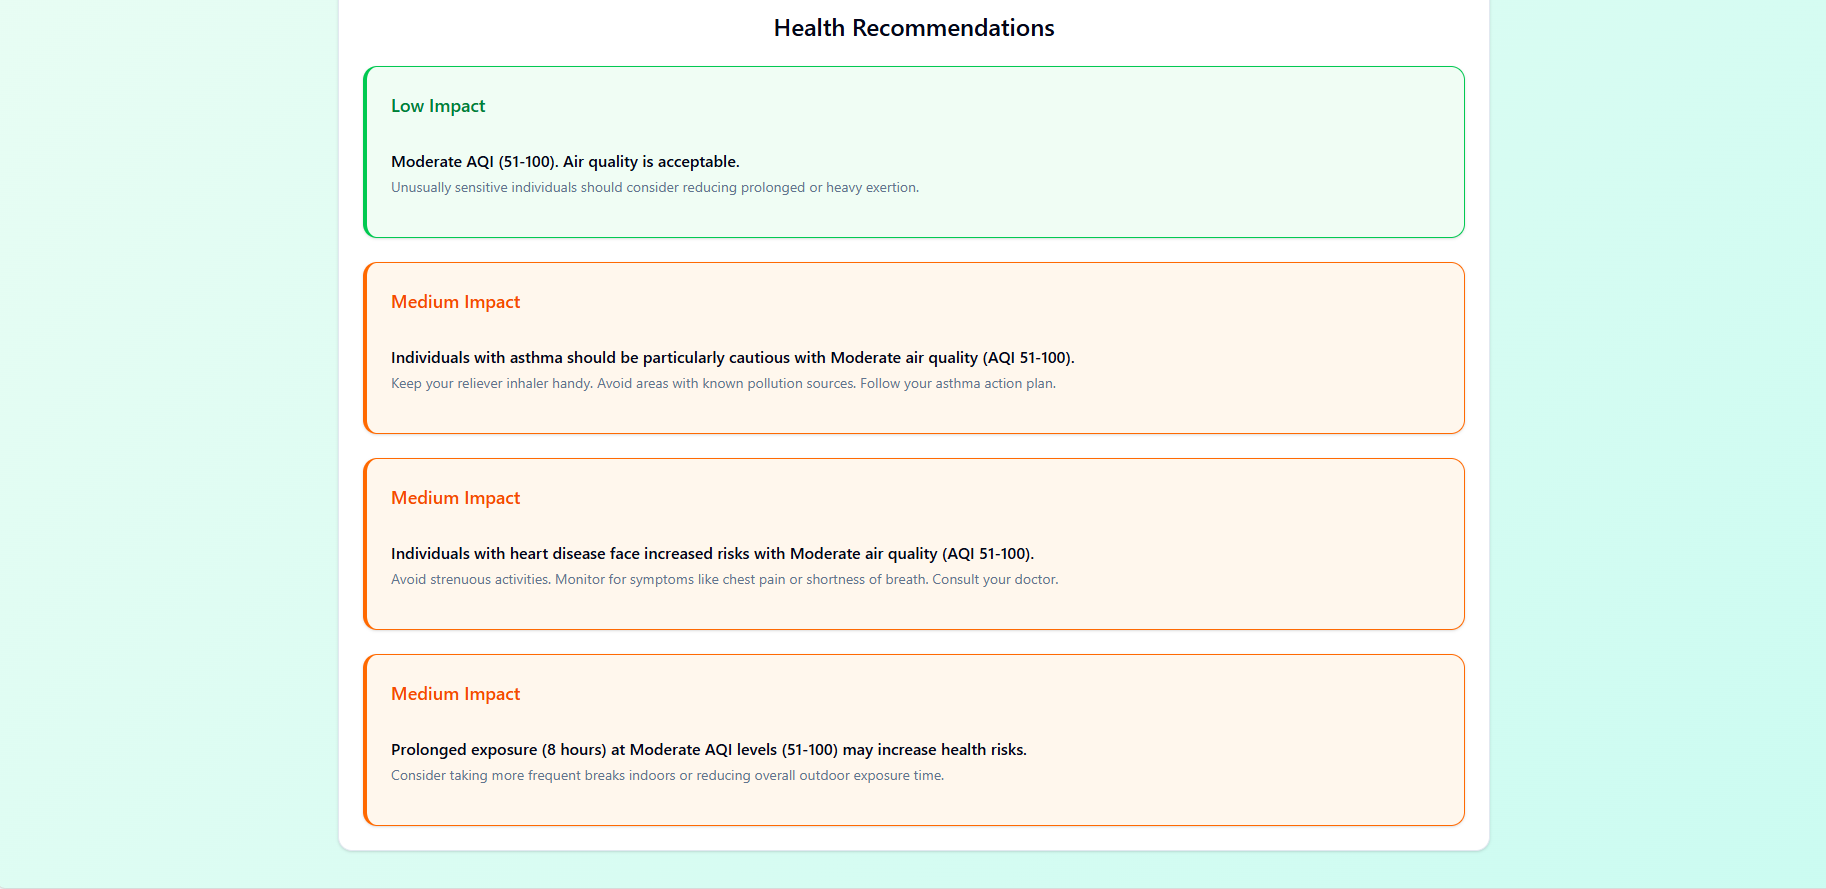 Health Recommendations
Low Impact
Moderate AQI (51-100). Air quality is acceptable.
Unusually sensitive individuals should consider reducing prolonged or heavy exertion.
Medium Impact
Individuals with asthma should be particularly cautious with Moderate air quality (AQI 51-100).
Keep your reliever inhaler handy. Avoid areas with known pollution sources. Follow your asthma action plan.
Medium Impact
Individuals with heart disease face increased risks with Moderate air quality (AQI 51-100).
Avoid strenuous activities. Monitor for symptoms like chest pain or shortness of breath. Consult your doctor.
Medium Impact
Prolonged exposure (8 hours) at Moderate AQI levels (51-100) may increase health risks.
Consider taking more frequent breaks indoors or reducing overall outdoor exposure time.